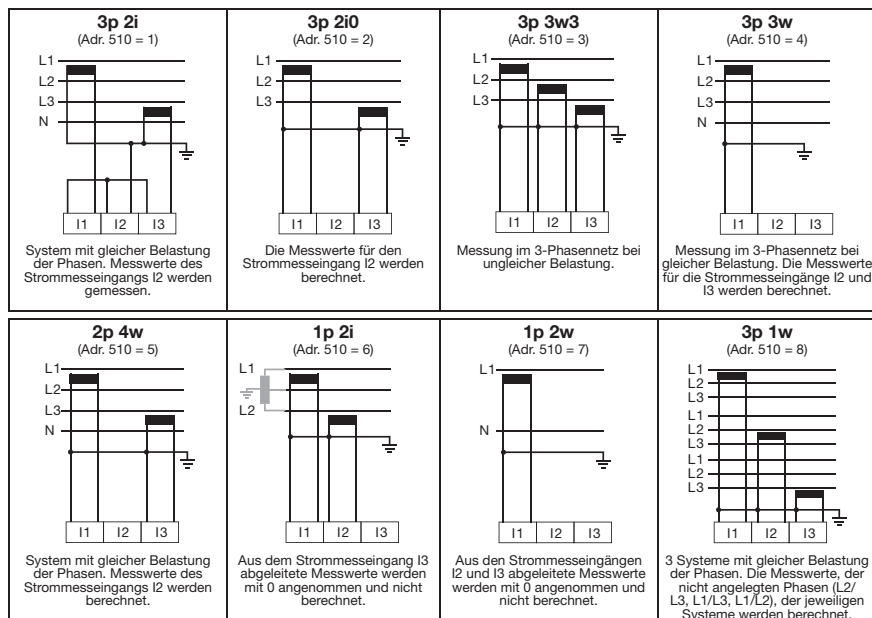 3p 2i
(Adr. 510 = 1)
L1
L2
L3
N
I1 I2 I3
System mit gleicher Belastung
der Phasen. Messwerte des
Strommesseingangs I2 werden
gemessen.
3p 2i0
(Adr. 510 = 2)
L1
L2
L3
I1 I2 I3
Die Messwerte für den
Strommesseingang I2 werden
berechnet.
3p 3w3
(Adr. 510 = 3)
L1
L2
L3
I1 I2 I3
Messung im 3-Phasennetz bei
ungleicher Belastung.
3p 3w
(Adr. 510 = 4)
L1
L2
L3
N
I1 I2 I3
Messung im 3-Phasennetz bei
gleicher Belastung. Die Messwerte
für die Strommesseingänge I2 und
I3 werden berechnet.
2p 4w
(Adr. 510 = 5)
L1
L2
L3
N
I1 I2 I3
System mit gleicher Belastung
der Phasen. Messwerte des
Strommesseingangs I2 werden
berechnet.
1p 2i
(Adr. 510 = 6)
L1
L2
I1 I2 I3
Aus dem Strommesseingang I3
abgeleitete Messwerte werden
mit 0 angenommen und nicht
berechnet.
1p 2w
(Adr. 510 = 7)
L1
N
I1 I2 I3
Aus den Strommesseingängen
I2 und I3 abgeleitete Messwerte
werden mit 0 angenommen und
nicht berechnet.
3p 1w
(Adr. 510 = 8)
L1
L2
L3
L1
L2
L3
L1
L2
L3
I1 I2 I3
3 Systeme mit gleicher Belastung
der Phasen. Die Messwerte, der
nicht angelegten Phasen (L2/
L3, L1/L3, L1/L2), der jeweiligen
Systeme werden berechnet.